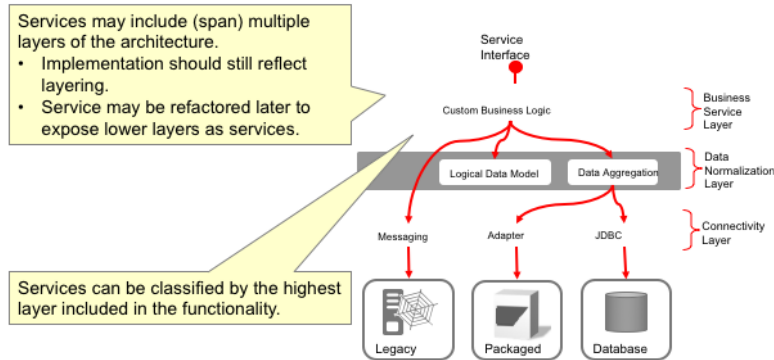 Services may include (span) multiple
layers of the architecture.
• Implementation should still reflect
layering.
• Service may be refactored later to
expose lower layers as services.
Service
Interface
Custom Business Logic
Business
Service
Layer
Logical Data Model
Data Aggregation
Data
Normalization
Layer
Messaging
Adapter
JDBC
Connectivity
Layer
Services can be classified by the highest
layer included in the functionality.
Legacy
Packaged
Database